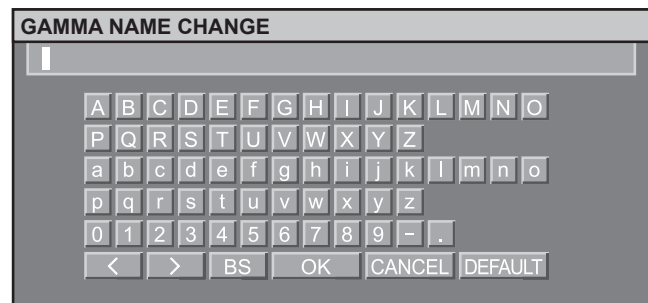 GAMMA NAME CHANGE
A B C D E F G H I J K L M N O
P Q R S T U V W X Y Z
a b c d e f g h i j k l m n o
p q r s t u v w x y z
0 1 2 3 4 5 6 7 8 9 - .
< > BS OK CANCEL DEFAULT